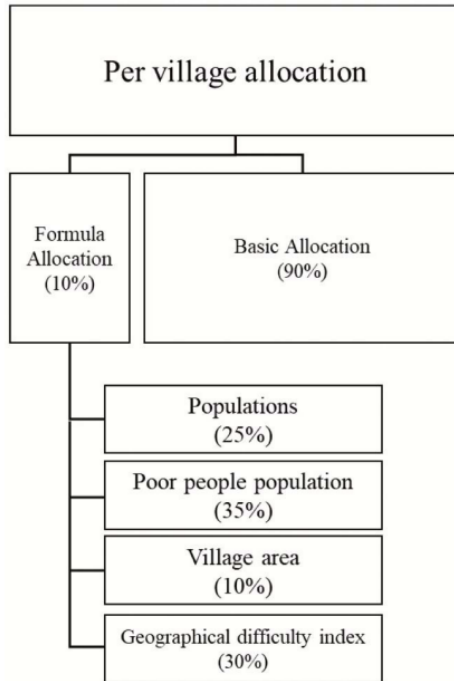 Per village allocation
Formula
Allocation
(10%)
Basic Allocation
(90%)
Populations
(25%)
Poor people population
(35%)
Village area
(10%)
Geographical difficulty index
(30%)